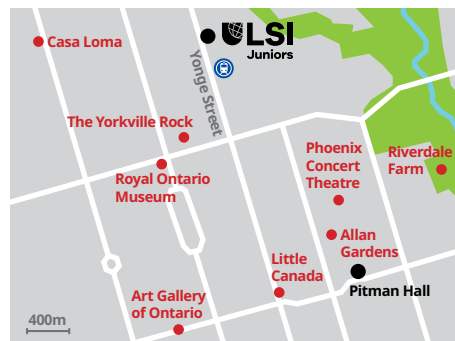 Casa Loma
LSI
Juniors
Yonge Street
The Yorkville Rock
Royal Ontario
Museum
Phoenix
Concert
Theatre
Riverdale
Farm
Allan
Gardens
Little
Canada
Pitman Hall
Art Gallery
of Ontario
400m